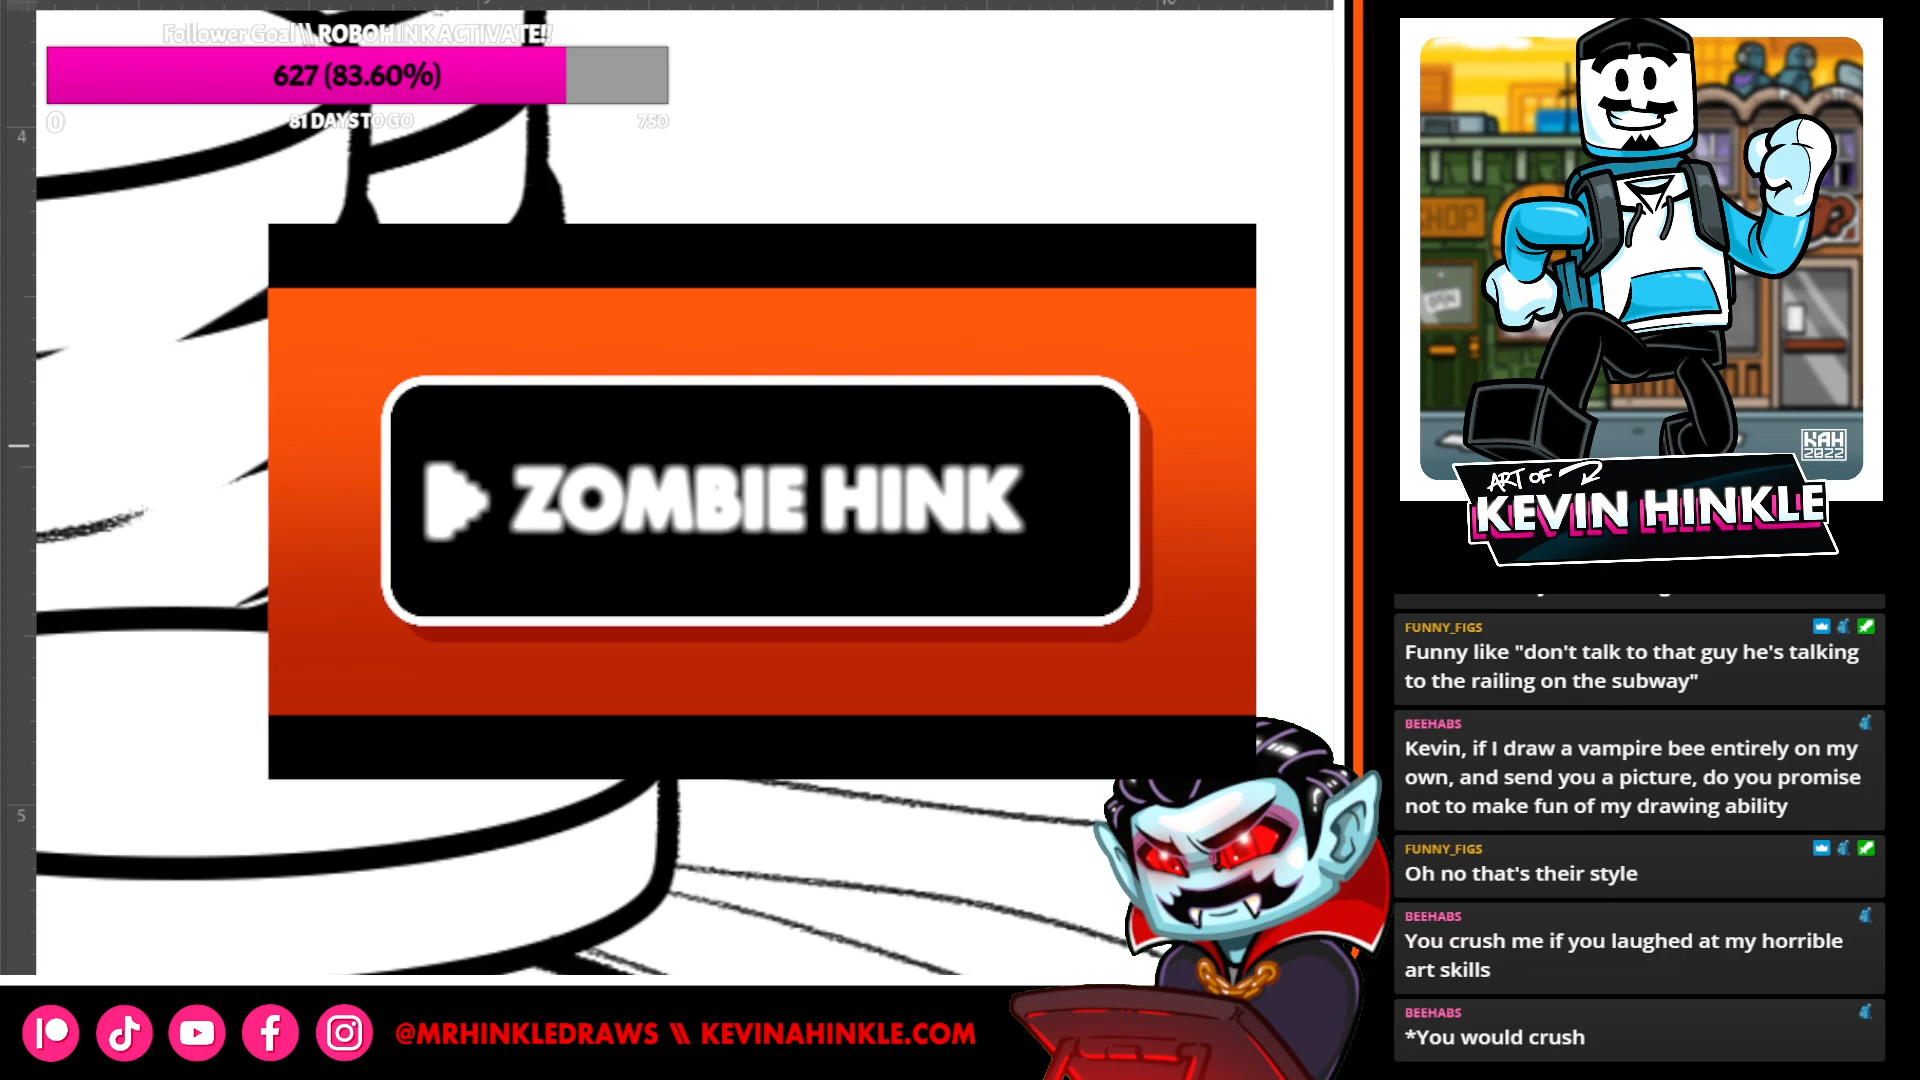 Follower Goal \\ ROBOHINK ACTIVATE!!
627 (83.60%)
0
81 DAYS TO GO
750
4
5
ZOMBIE HINK
@MRHINKLEDRAWS \\ KEVINAHINKLE.COM
SHOP
OPEN
KAH
2022
ART OF
KEVIN HINKLE
FUNNY_FIGS
Funny like "don't talk to that guy he's talking
to the railing on the subway"
BEEHABS
Kevin, if I draw a vampire bee entirely on my
own, and send you a picture, do you promise
not to make fun of my drawing ability
FUNNY_FIGS
Oh no that's their style
BEEHABS
You crush me if you laughed at my horrible
art skills
BEEHABS
*You would crush